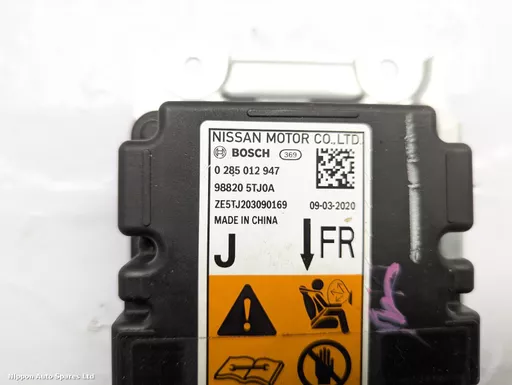 NISSAN MOTOR CO.,LTD.
BOSCH 369
0 285 012 947
98820 5TJ0A
ZE5TJ203090169 09-03-2020
MADE IN CHINA
J FR
Nippon Auto Spares Ltd